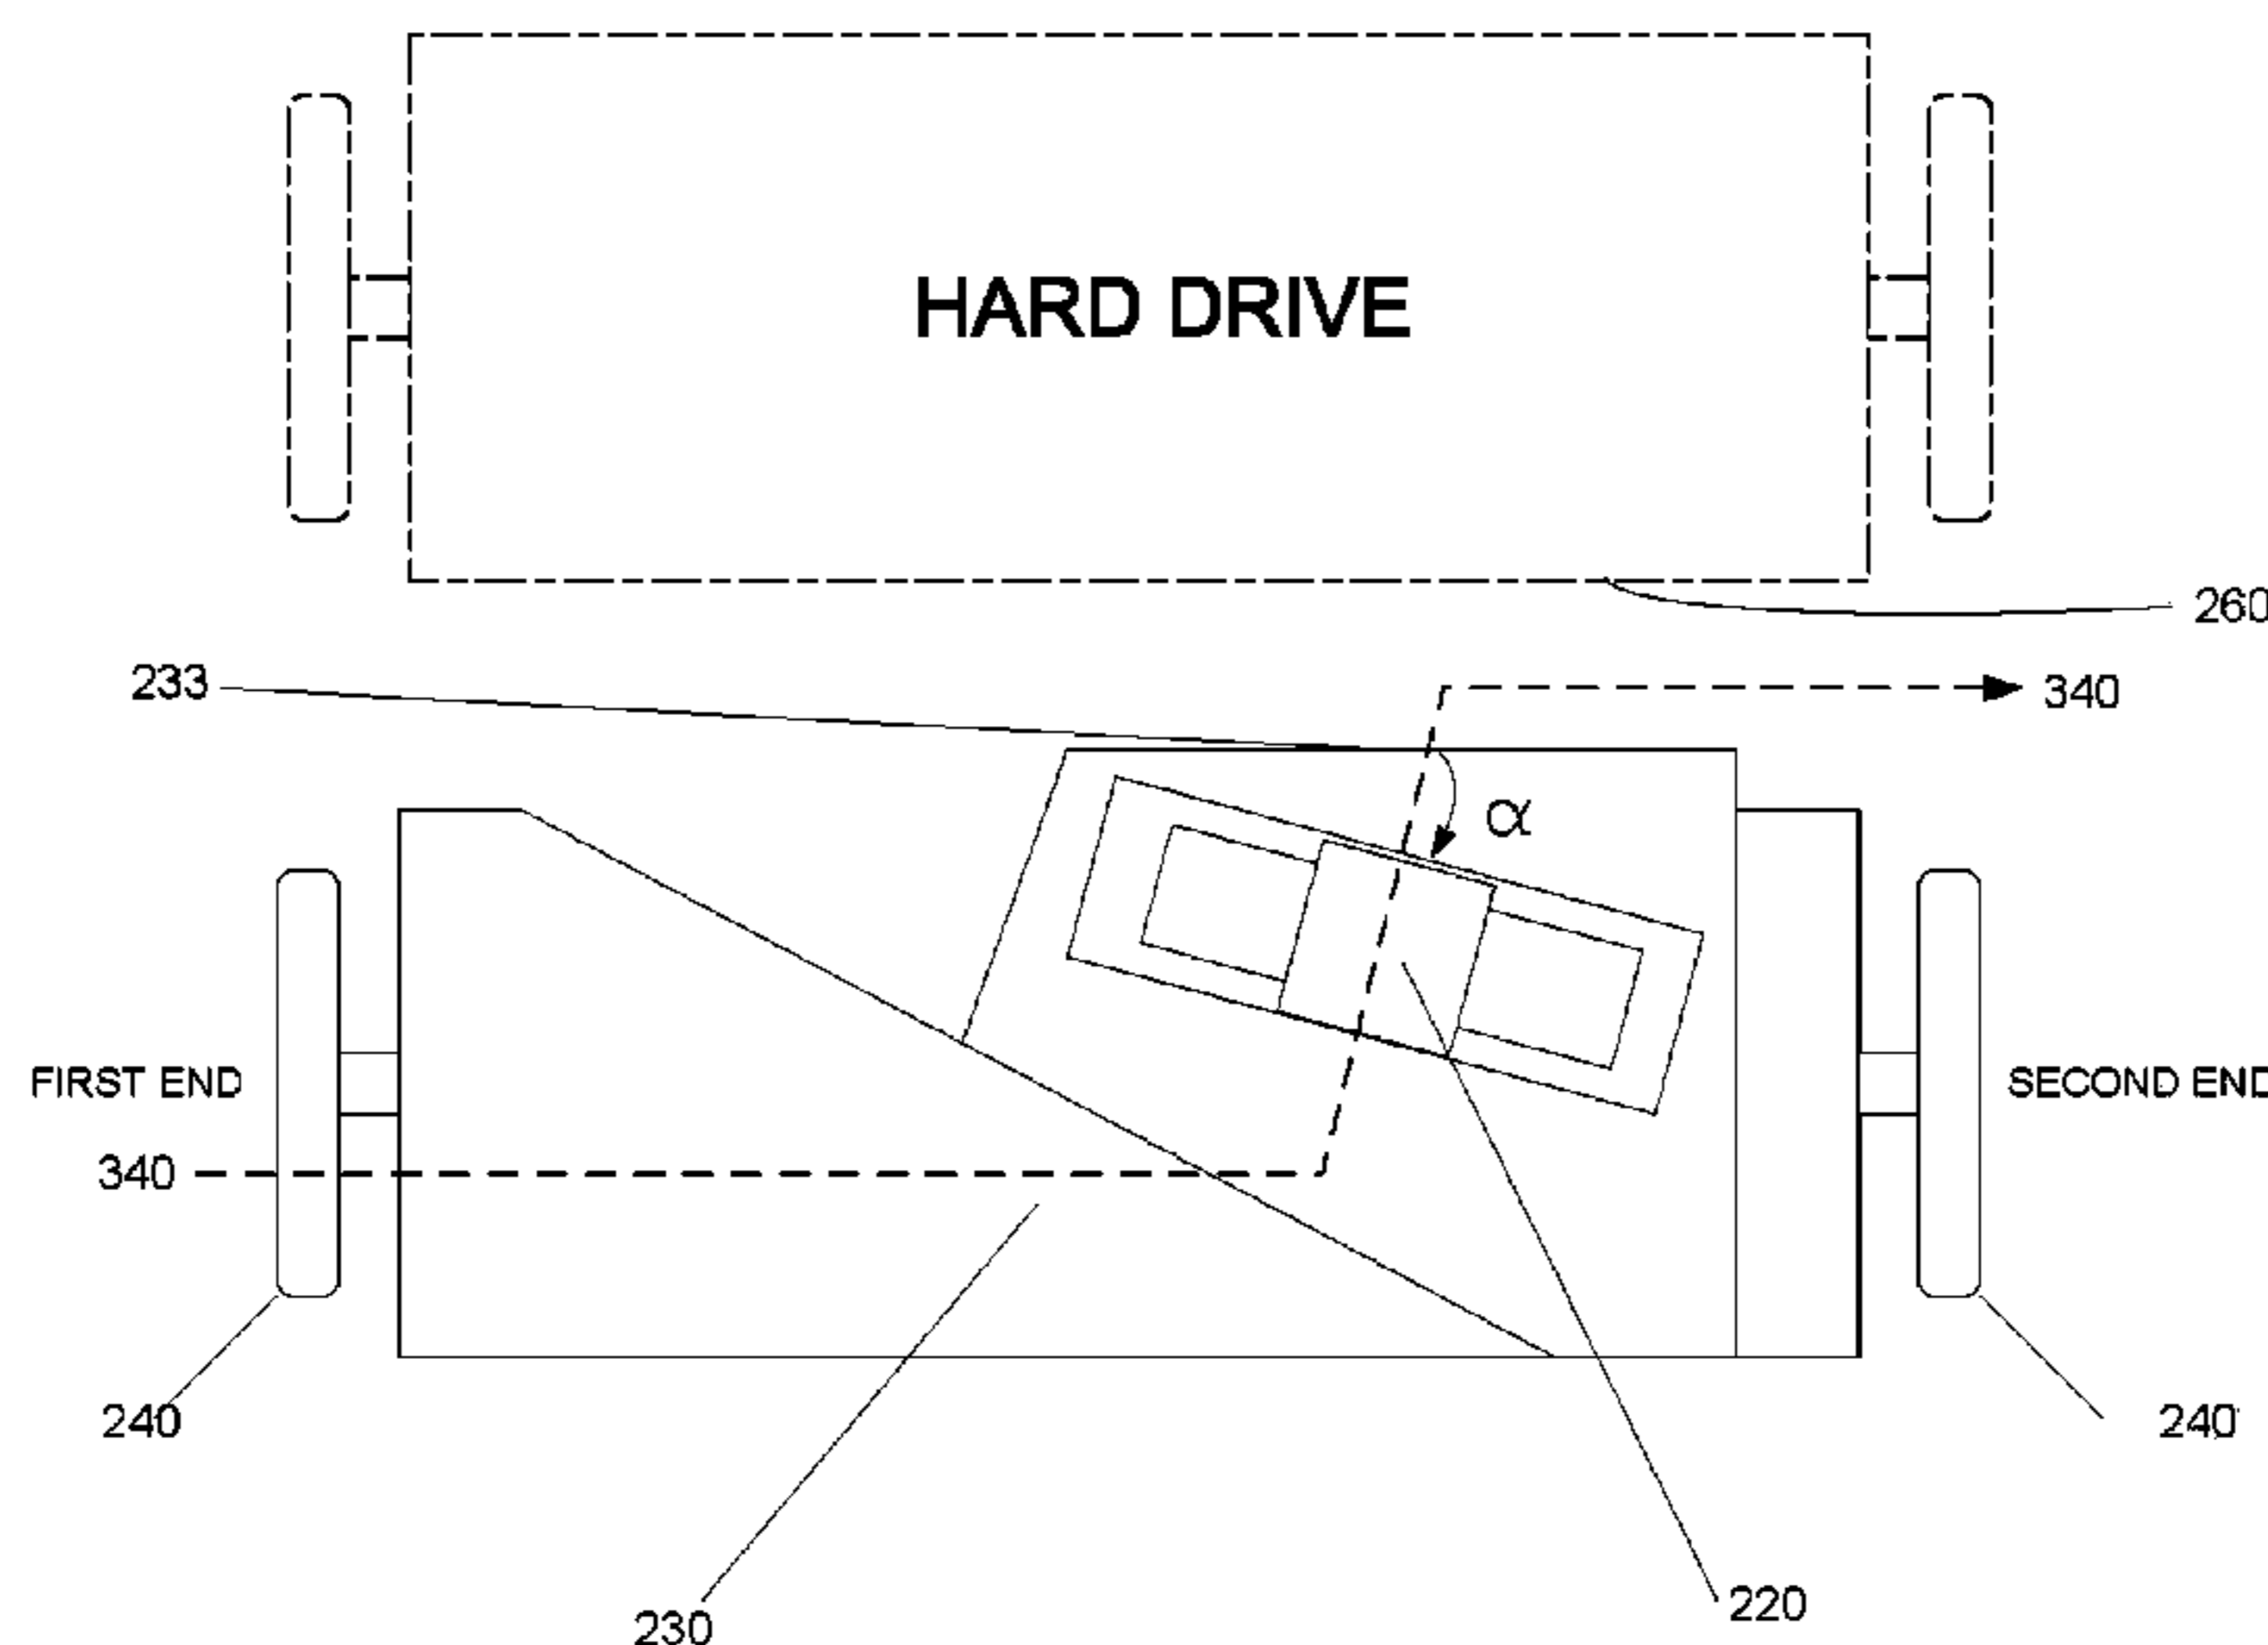 HARD DRIVE
260
233
340
α
FIRST END
SECOND END
340
240
240
230
220